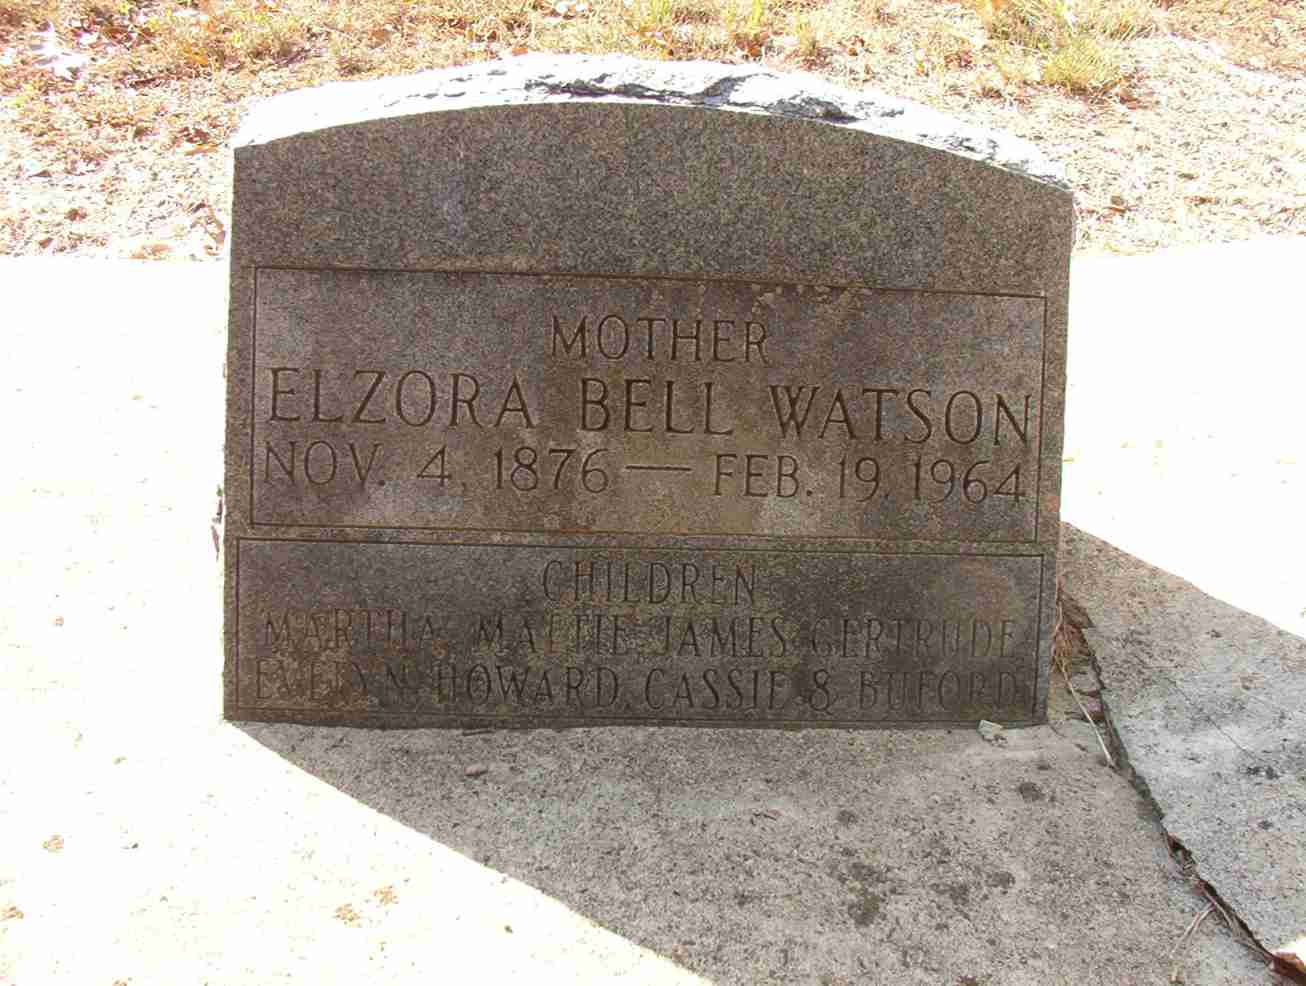 MOTHER
ELZORA BELL WATSON
NOV. 4, 1876 — FEB. 19, 1964
CHILDREN
MARTHA, MATTIE, JAMES, GERTRUDE,
EVELYN, HOWARD, CASSIE & BUFORD